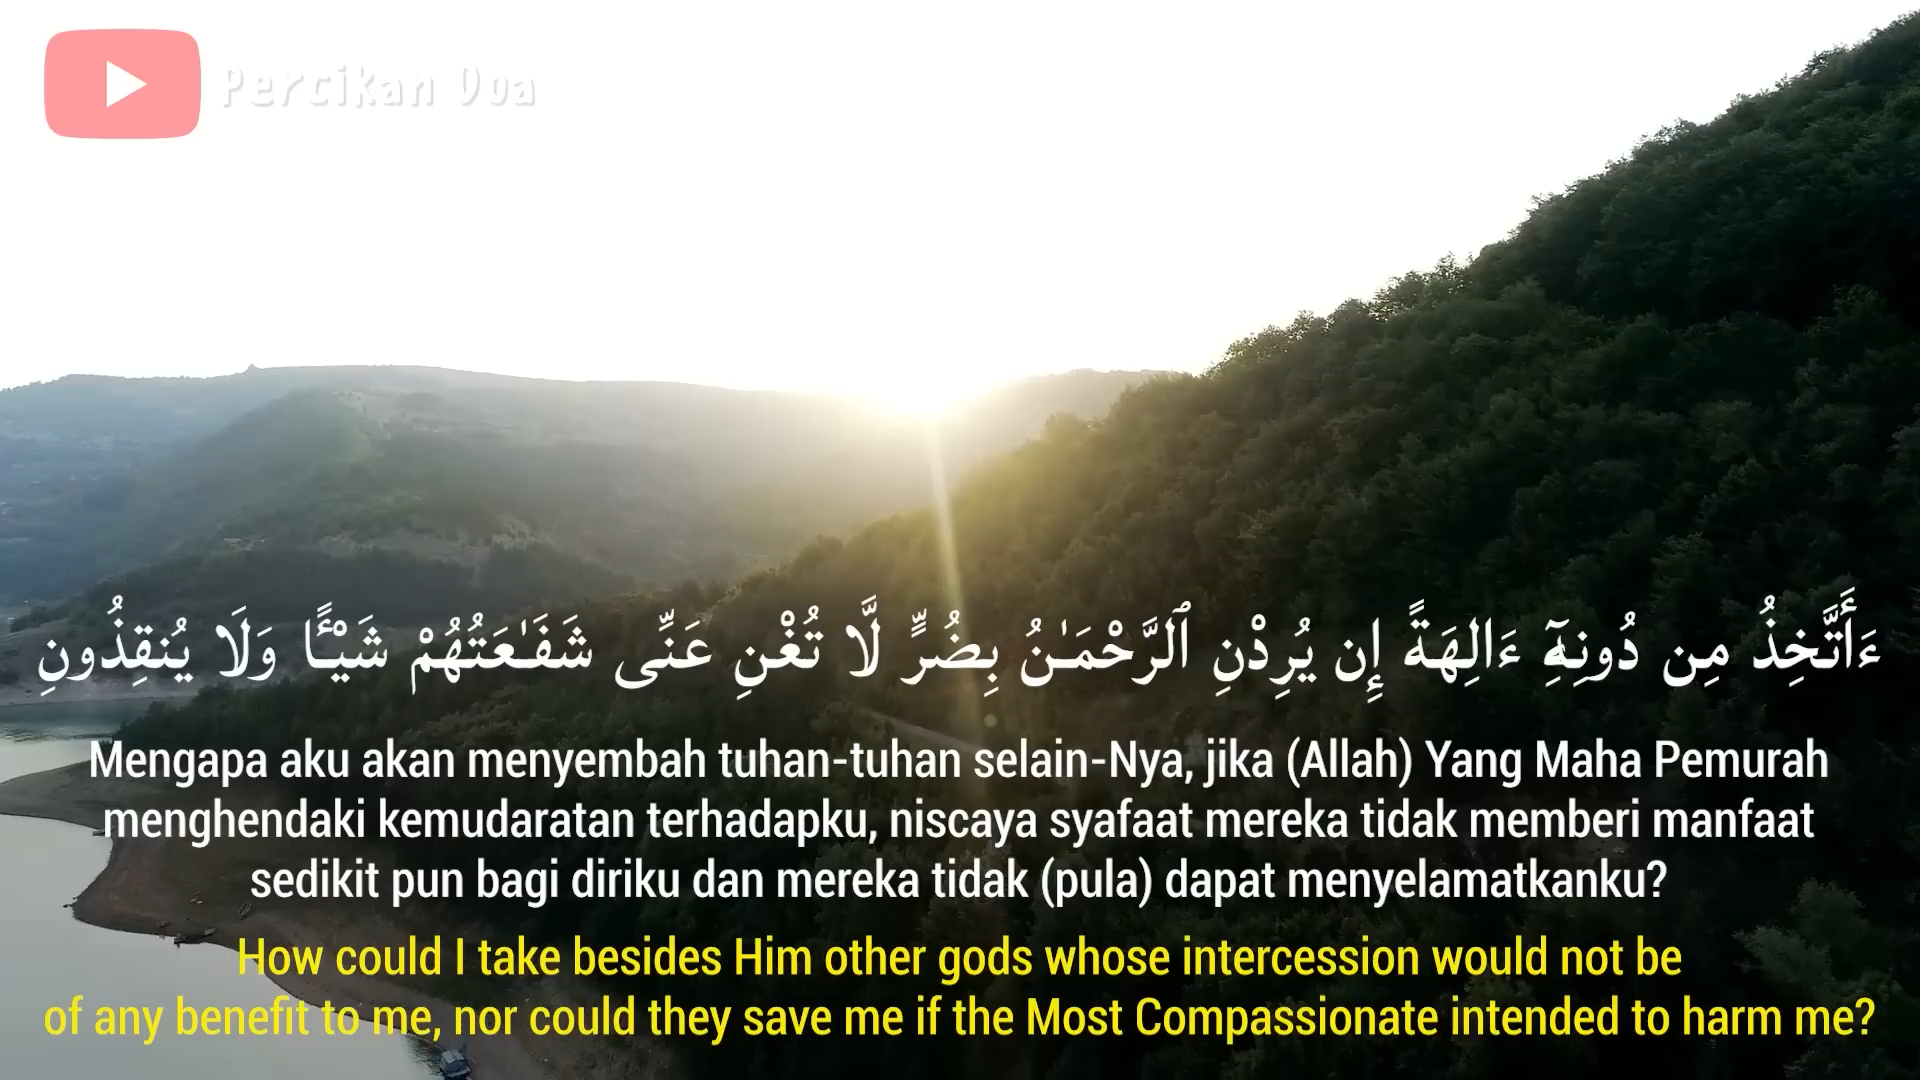 Percikan Doa
ءَأَتَّخِذُ مِن دُونِهِۦٓ ءَالِهَةً إِن يُرِدْنِ ٱلرَّحْمَـٰنُ بِضُرٍّ لَّا تُغْنِ عَنِّى شَفَـٰعَتُهُمْ شَيْـًٔا وَلَا يُنقِذُونِ
Mengapa aku akan menyembah tuhan-tuhan selain-Nya, jika (Allah) Yang Maha Pemurah
menghendaki kemudaratan terhadapku, niscaya syafaat mereka tidak memberi manfaat
sedikit pun bagi diriku dan mereka tidak (pula) dapat menyelamatkanku?
How could I take besides Him other gods whose intercession would not be
of any benefit to me, nor could they save me if the Most Compassionate intended to harm me?